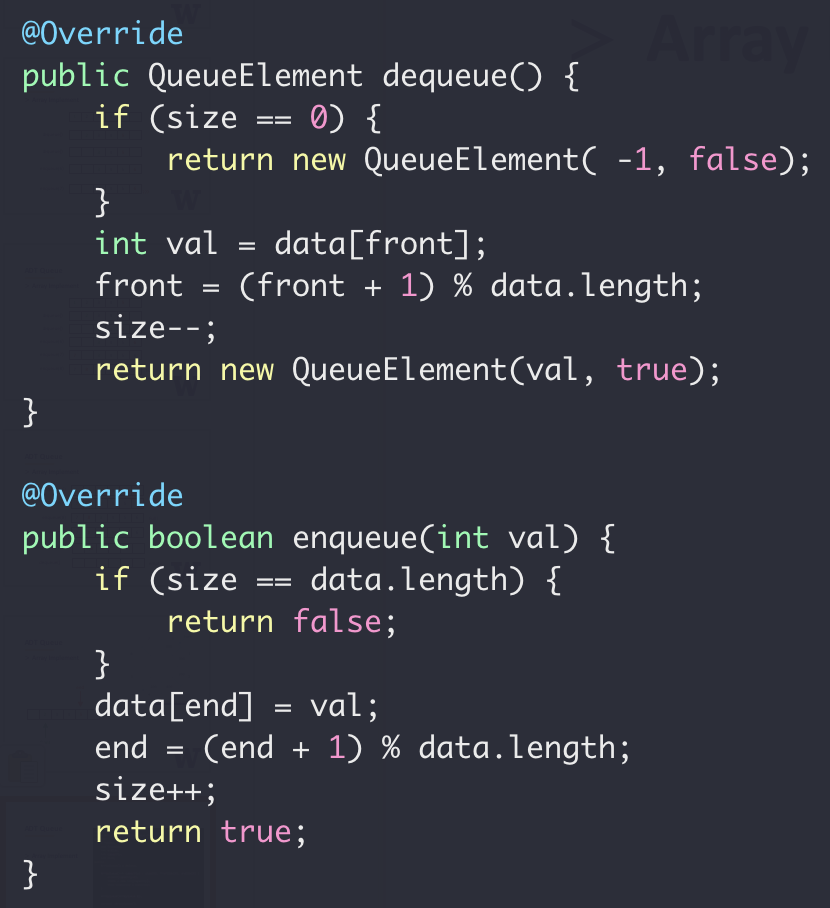 > Array
@Override
public QueueElement dequeue() {
    if (size == 0) {
        return new QueueElement( -1, false);
    }
    int val = data[front];
    front = (front + 1) % data.length;
    size--;
    return new QueueElement(val, true);
}

@Override
public boolean enqueue(int val) {
    if (size == data.length) {
        return false;
    }
    data[end] = val;
    end = (end + 1) % data.length;
    size++;
    return true;
}